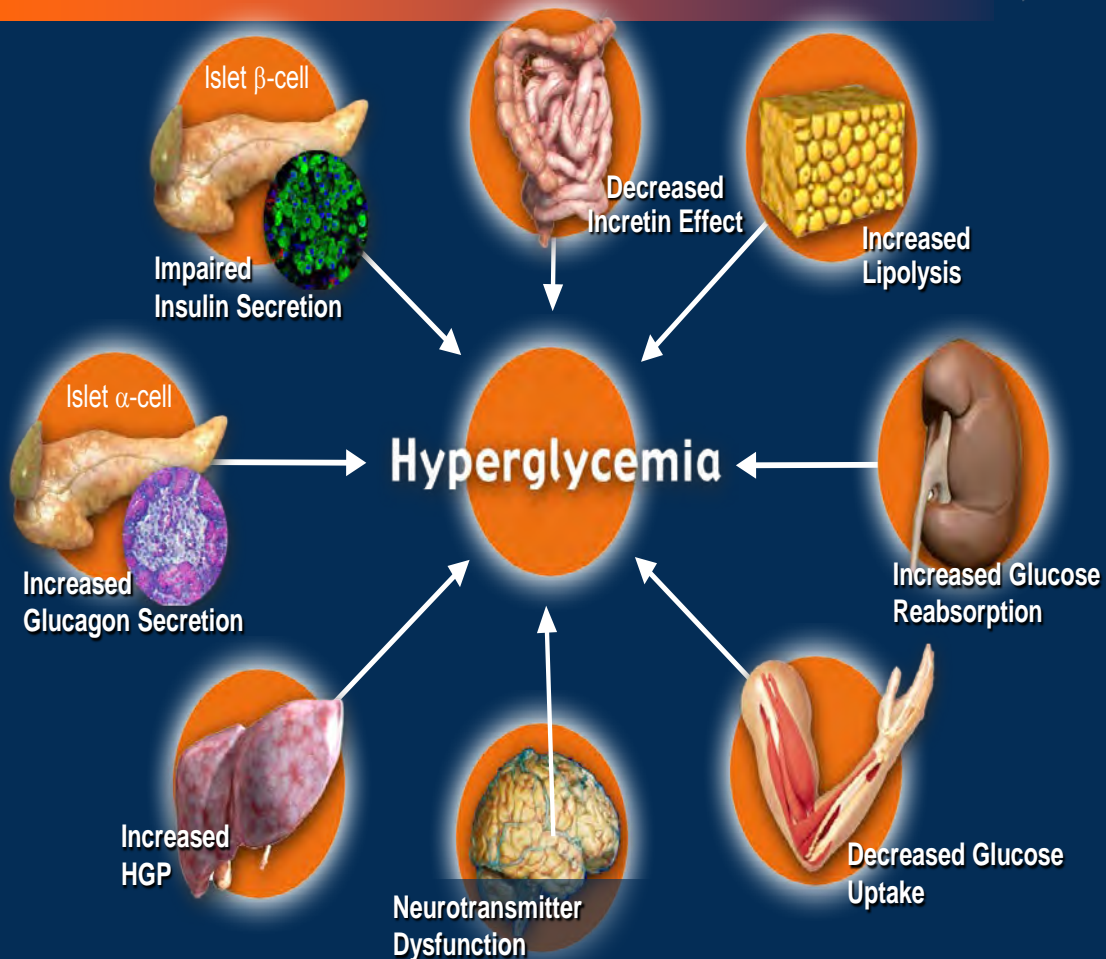 Islet β-cell
Impaired
Insulin Secretion
Decreased
Incretin Effect
Increased
Lipolysis
Islet α-cell
Increased
Glucagon Secretion
Hyperglycemia
Increased Glucose
Reabsorption
Increased
HGP
Neurotransmitter
Dysfunction
Decreased Glucose
Uptake